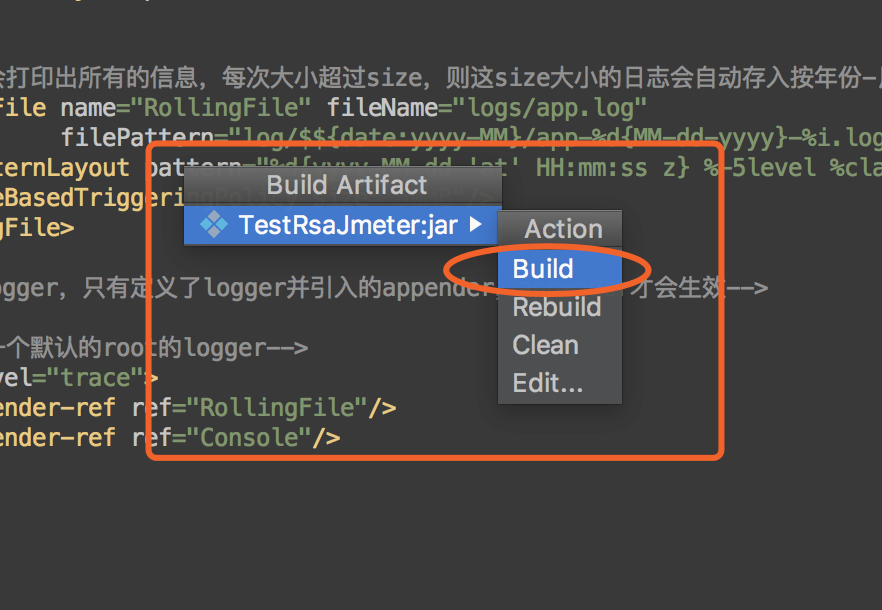 会打印出所有的信息，每次大小超过size，则这size大小的日志会自动存入按年份-
File name="RollingFile" fileName="logs/app.log"
filePattern="log/$${date:yyyy-MM}/app-%d{MM-dd-yyyy}-%i.log
ternLayout pattern="%d{yyyy-MM-dd 'at' HH:mm:ss z} %-5level %cla
Build Artifact
eBasedTriggering
TestRsaJmeter:jar
gFile>
Action
Build
ogger，只有定义了logger并引入的appender， 才会生效-->
Rebuild
一个默认的root的logger-->
Clean
vel="trace">
Edit...
ender-ref ref="RollingFile"/>
ender-ref ref="Console"/>